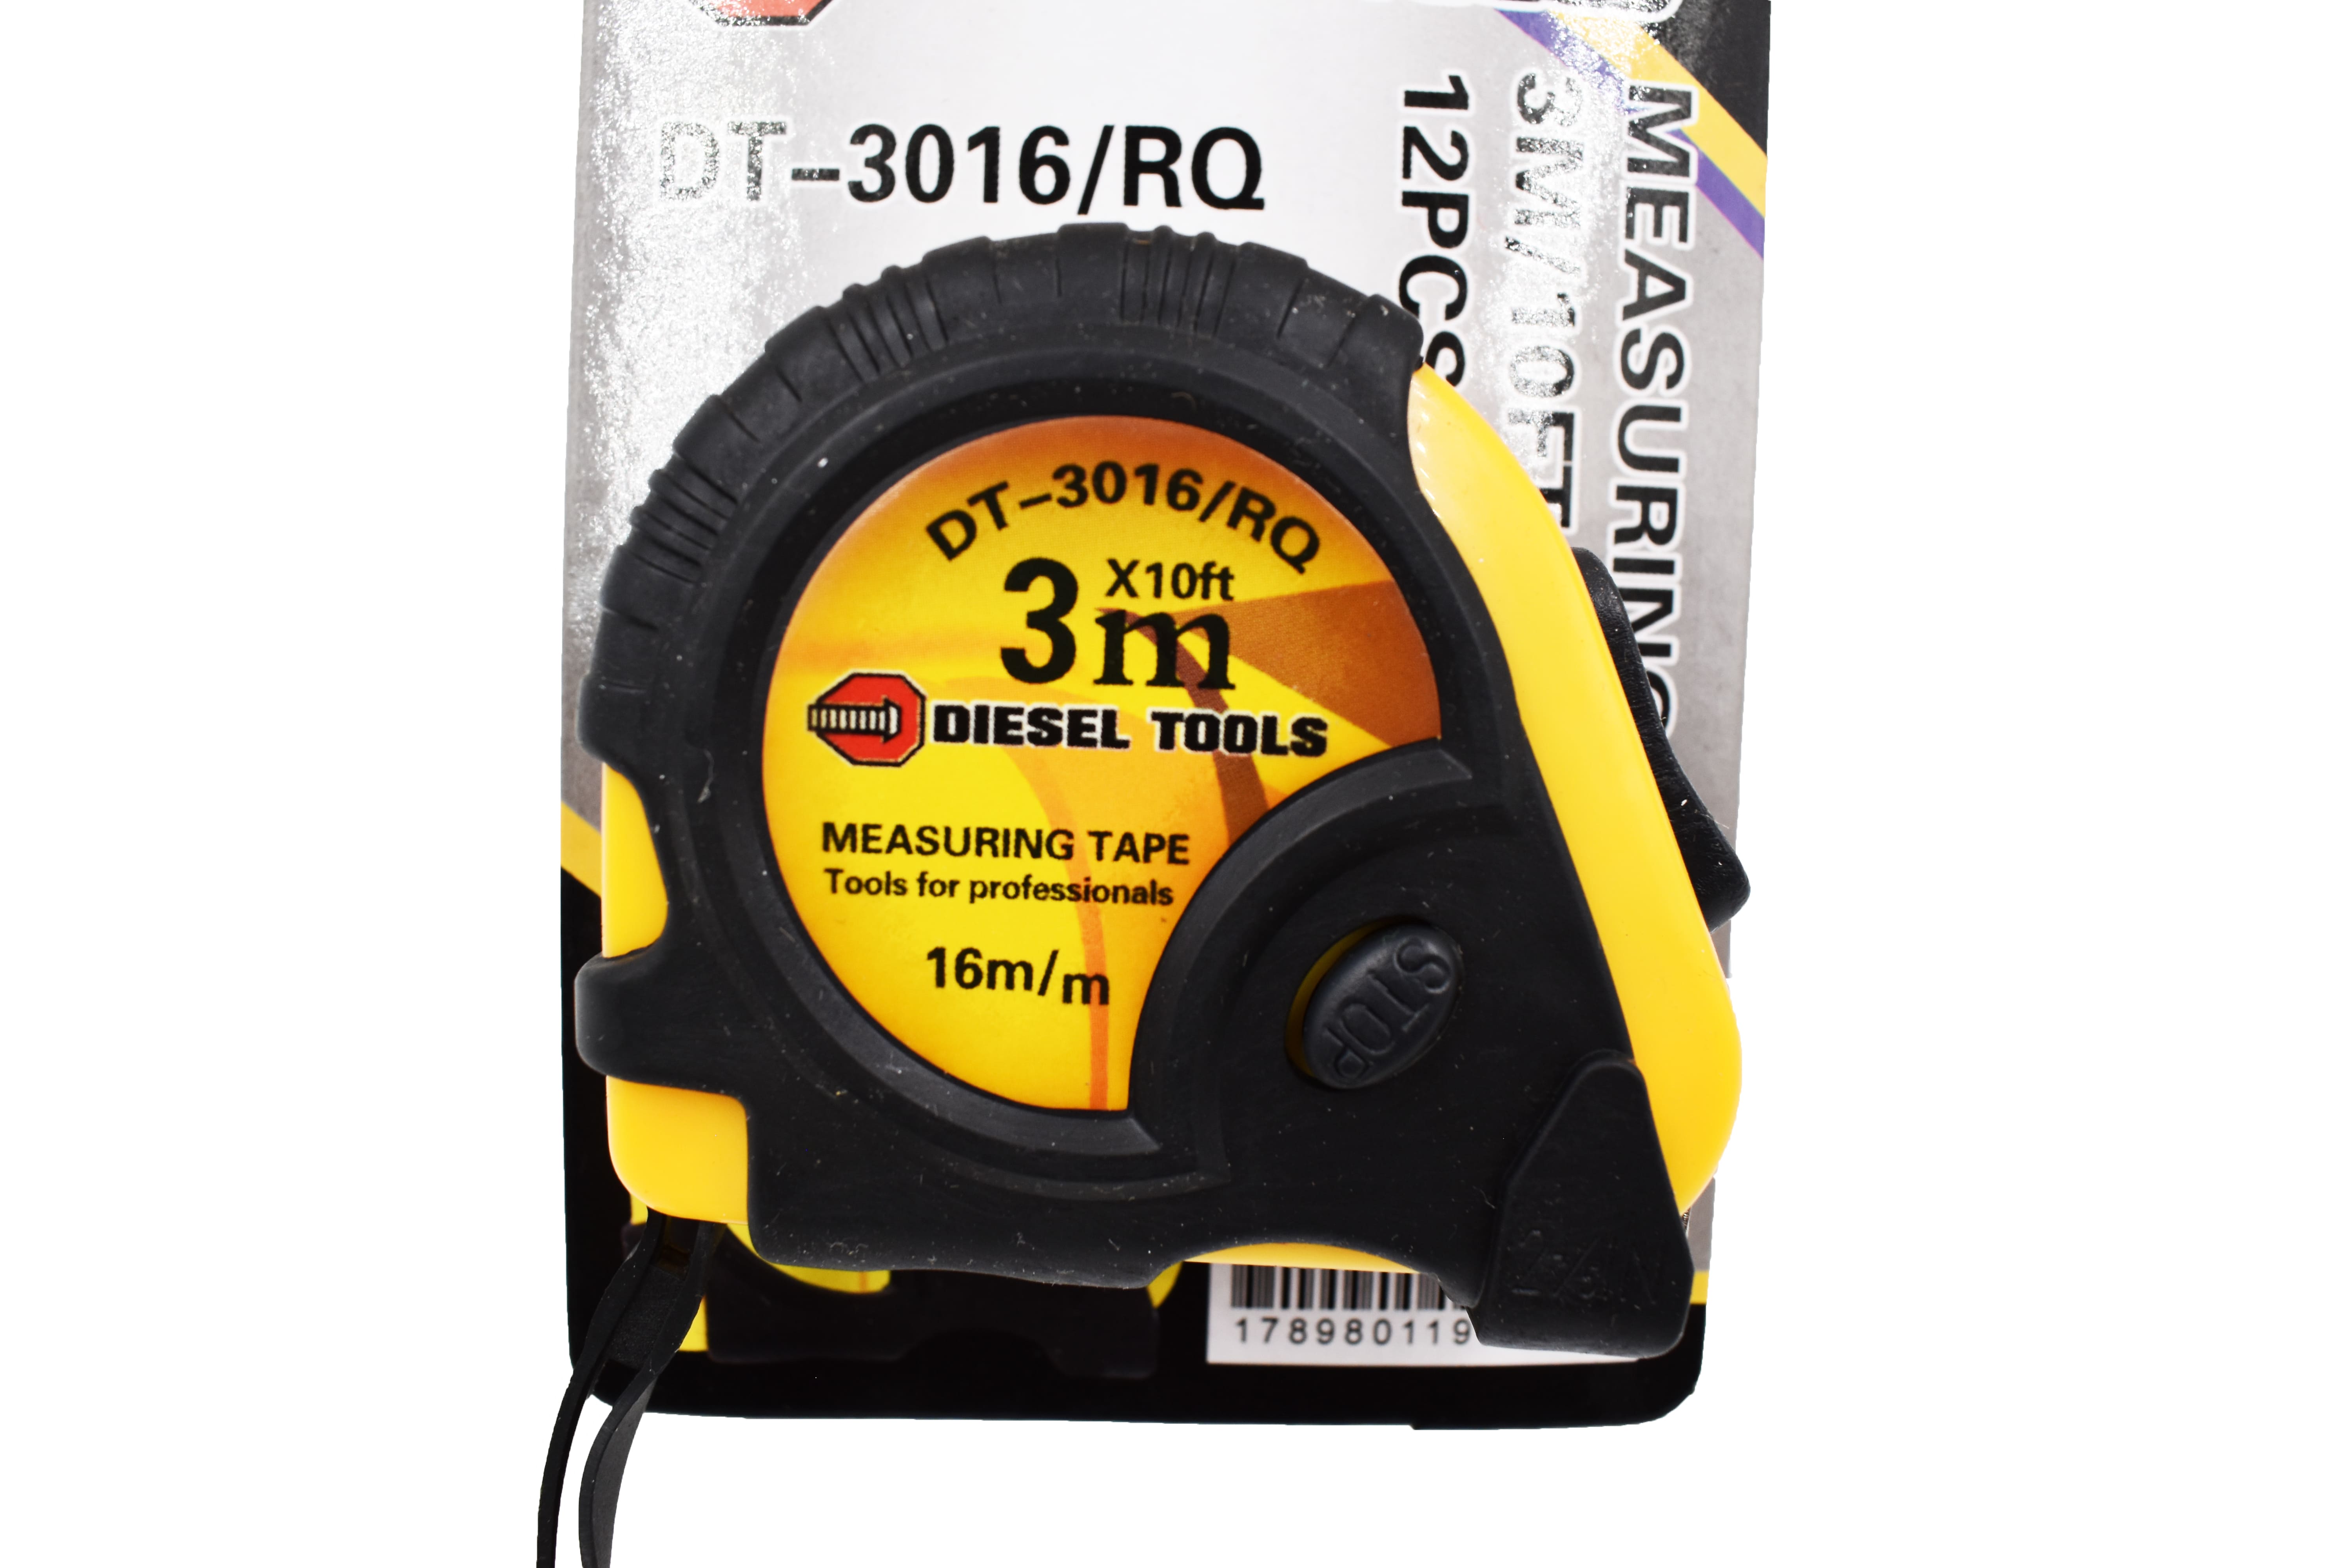 DT-3016/RQ
MEASURING
3M/10FT
12PCS
DT-3016/RQ
3m X10ft
DIESEL TOOLS
MEASURING TAPE
Tools for professionals
16m/m
STOP
178980119